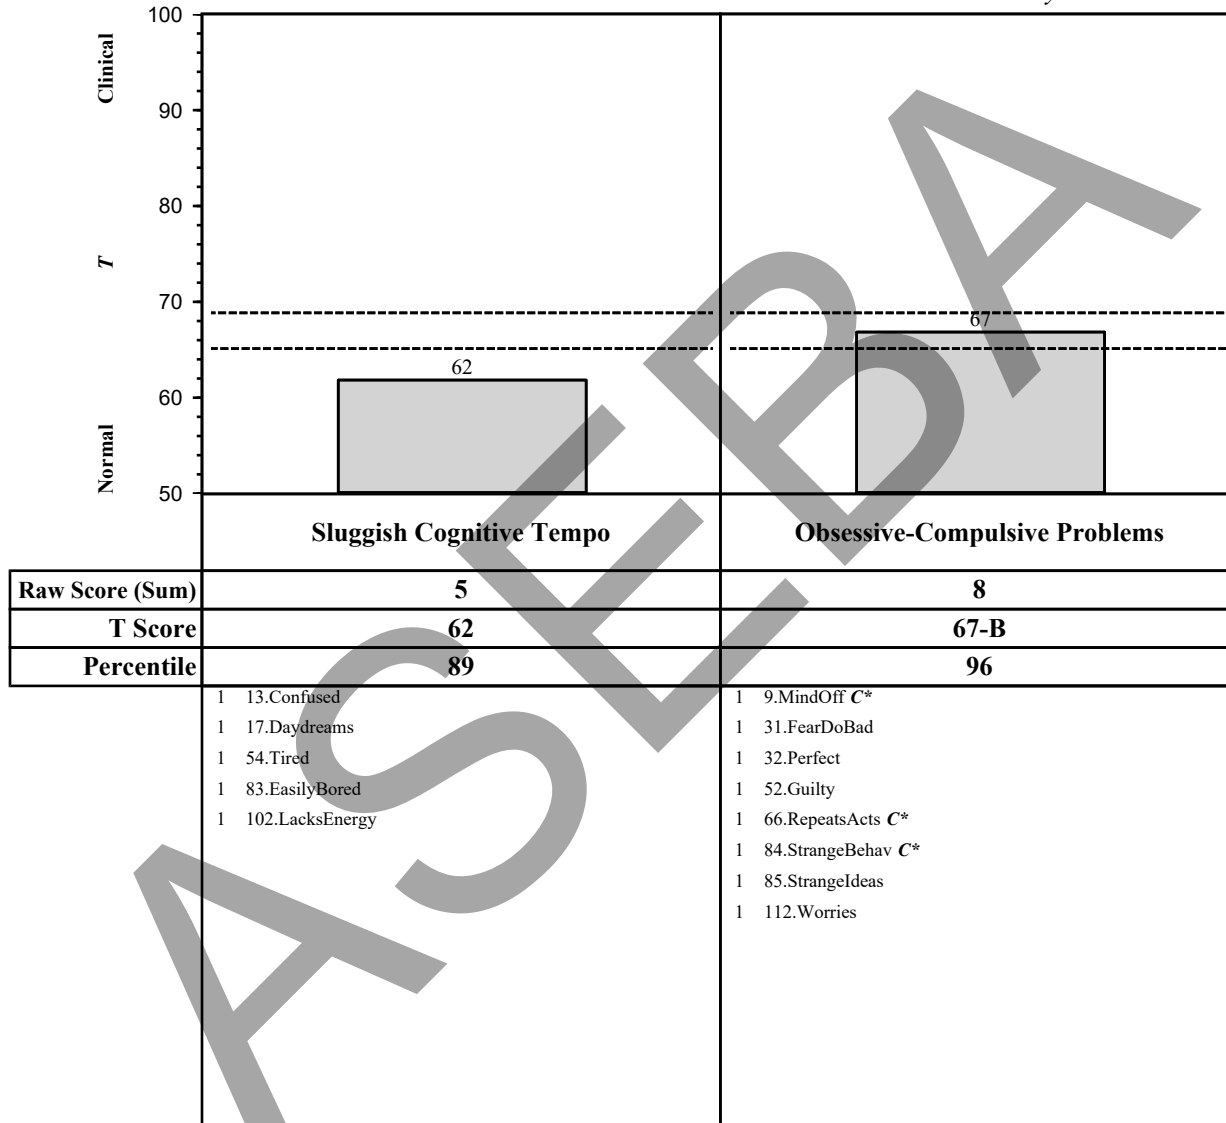 100
Clinical
90
80
T
70
67
62
60
Normal
50
Sluggish Cognitive Tempo
Obsessive-Compulsive Problems
Raw Score (Sum) 5 8
T Score 62 67-B
Percentile 89 96
1 13.Confused
1 17.Daydreams
1 54.Tired
1 83.EasilyBored
1 102.LacksEnergy
1 9.MindOff C*
1 31.FearDoBad
1 32.Perfect
1 52.Guilty
1 66.RepeatsActs C*
1 84.StrangeBehav C*
1 85.StrangeIdeas
1 112.Worries
ASEBA